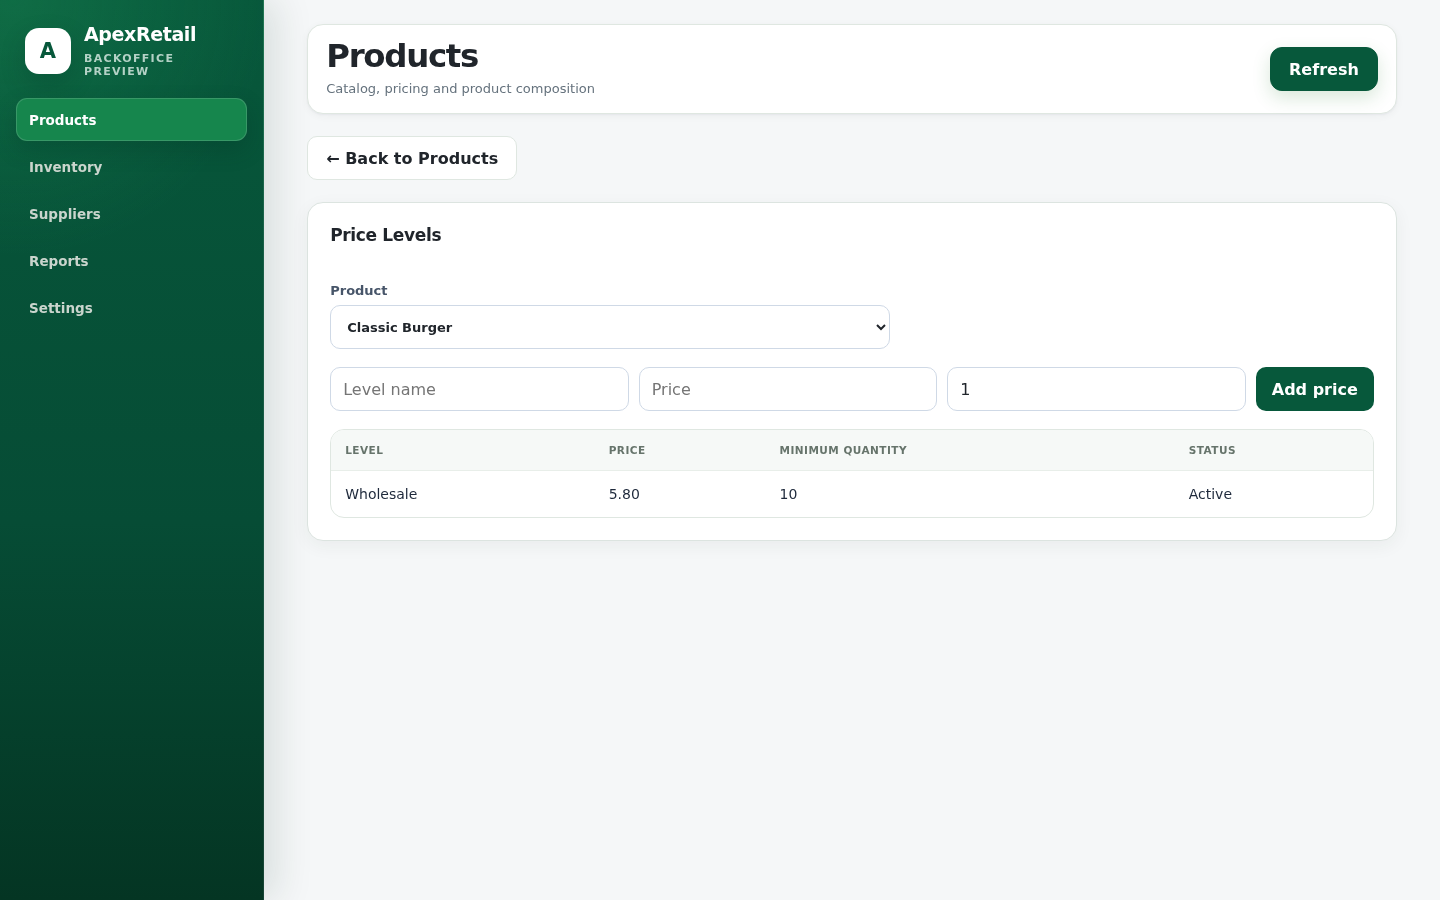 A
ApexRetail
BACKOFFICE
PREVIEW
Products
Inventory
Suppliers
Reports
Settings
Products
Catalog, pricing and product composition
Refresh
← Back to Products
Price Levels
Product
Classic Burger
Level name
Price
1
Add price
LEVEL PRICE MINIMUM QUANTITY STATUS
Wholesale 5.80 10 Active